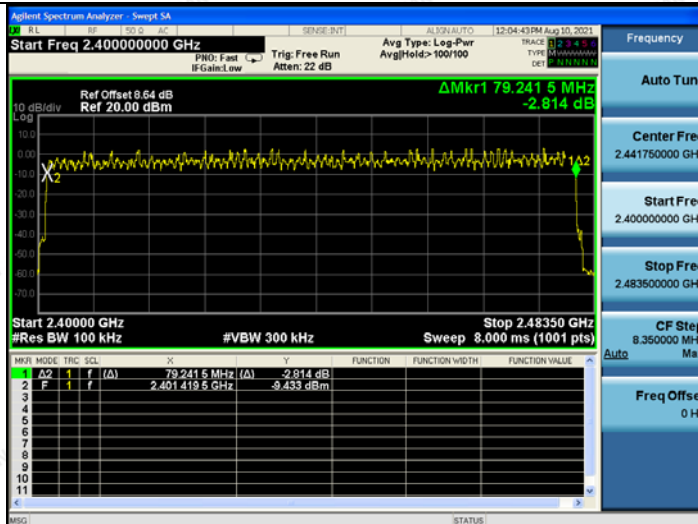 Agilent Spectrum Analyzer - Swept SA
RL RF 50 Ω AC SENSE:INT ALIGNAUTO 12:04:43 PM Aug 10, 2021
Start Freq 2.400000000 GHz
Avg Type: Log-Pwr
TRACE 1 2 3 4 5 6
PNO: Fast
Trig: Free Run
Avg|Hold:>100/100
TYPE M
IFGain:Low
Atten: 22 dB
DET P N N N N N
ΔMkr1 79.241 5 MHz
-2.814 dB
Ref Offset 8.64 dB
10 dB/div Ref 20.00 dBm
Log
10.0
0.00
-10.0
-20.0
-30.0
-40.0
-50.0
-60.0
-70.0
2
1Δ2
Start 2.40000 GHz Stop 2.48350 GHz
#Res BW 100 kHz #VBW 300 kHz Sweep 8.000 ms (1001 pts)
MKR MODE TRC SCL X Y FUNCTION FUNCTION WIDTH FUNCTION VALUE
1 Δ2 1 f (Δ) 79.241 5 MHz (Δ) -2.814 dB
2 F 1 f 2.401 419 5 GHz -9.433 dBm
3
4
5
6
7
8
9
10
11
MSG STATUS
Frequency
Auto Tun
Center Fre
2.441750000 GH
Start Fre
2.400000000 GH
Stop Fre
2.483500000 GH
CF Step
8.350000 MH
Auto Ma
Freq Offse
0 H